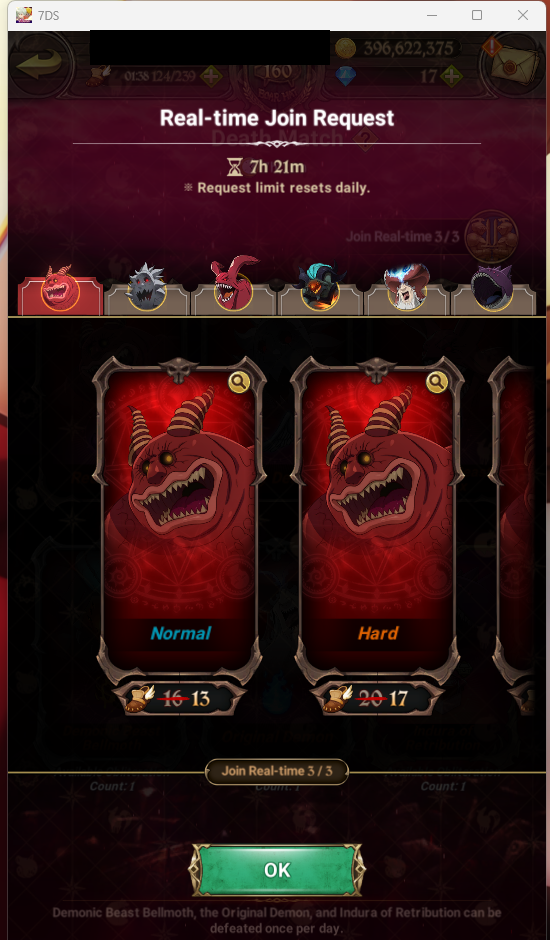 7DS
396,622,375
0138 124/239
160
17
Real-time Join Request
Death Match
7h 21m
※ Request limit resets daily.
Join Real-time 3/3
Normal
Hard
16 13
20 17
Join Real-time 3 / 3
Count: 1
Count: 1
Count: 1
OK
Demonic Beast Bellmoth, the Original Demon, and Indura of Retribution can be
defeated once per day.